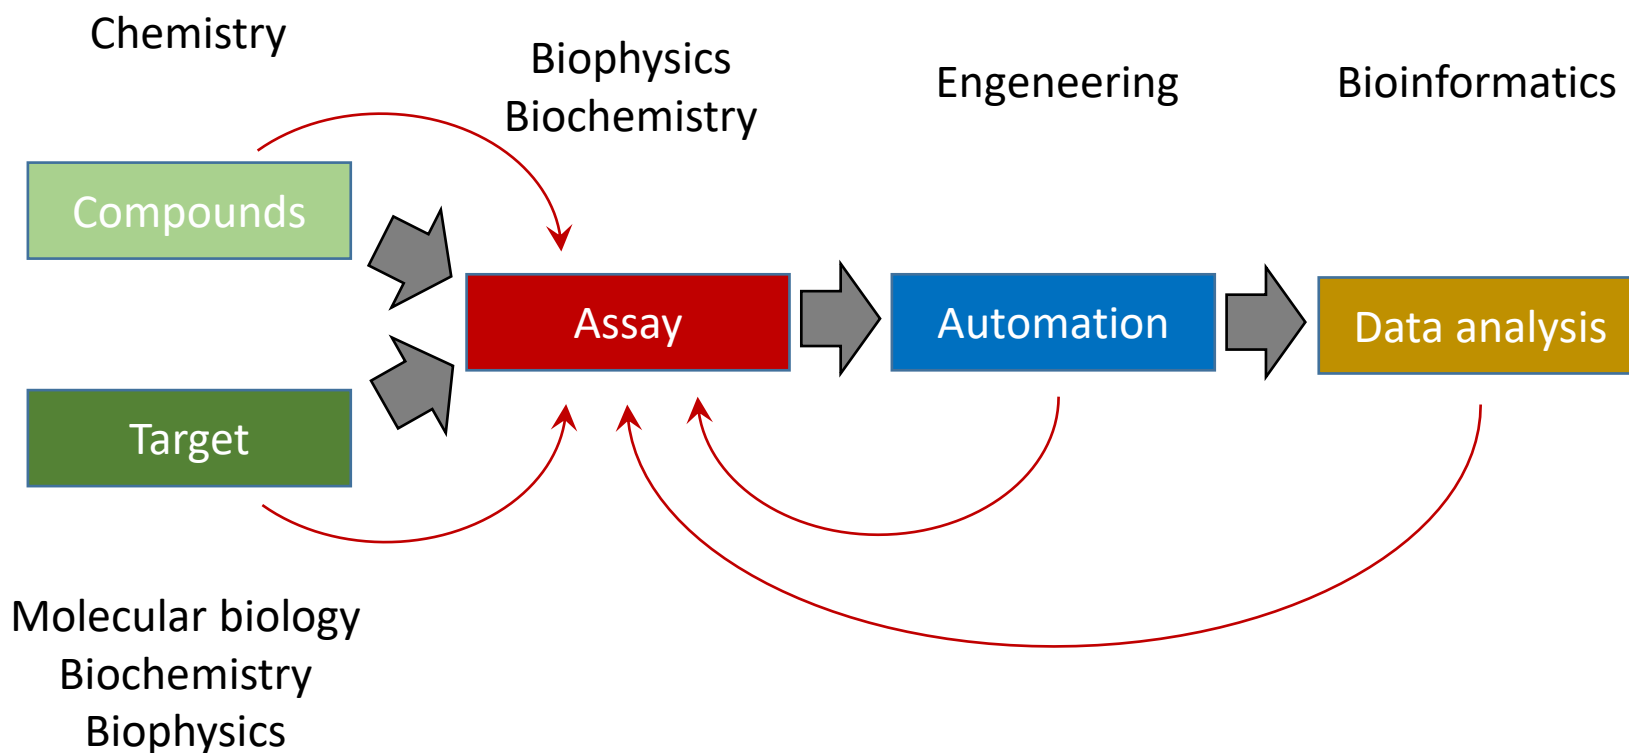 Chemistry
Biophysics
Biochemistry
Engeneering
Bioinformatics
Compounds
Assay
Automation
Data analysis
Target
Molecular biology
Biochemistry
Biophysics